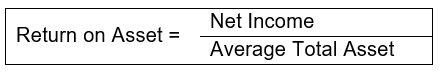 Return on Asset =
Net Income
Average Total Asset